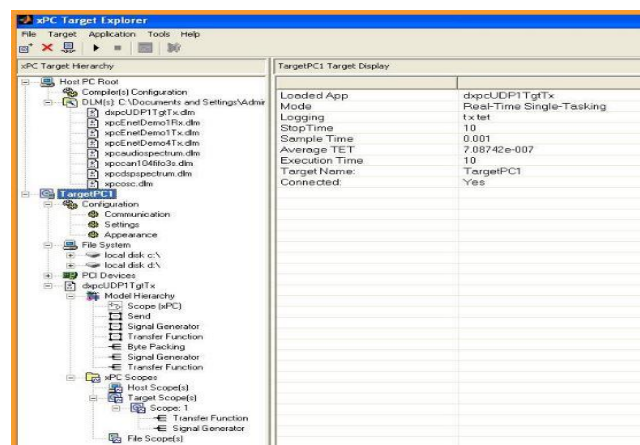 xPC Target Explorer
File Target Application Tools Help
xPC Target Hierarchy
Host PC Root
Compiler(s) Configuration
DLM(s): C:\Documents and Settings\Admir
dxpcUDP1TgtTx.dlm
xpcEnetDemo1Rx.dlm
xpcEnetDemo1Tx.dlm
xpcEnetDemo4Tx.dlm
xpcaudiospectrum.dlm
xpccan104fifo3s.dlm
xpcdspspectrum.dlm
xpcosc.dlm
TargetPC1
Configuration
Communication
Settings
Appearance
File System
local disk c:\
local disk d:\
PCI Devices
dxpcUDP1TgtTx
Model Hierarchy
Scope (xPC)
Send
Signal Generator
Transfer Function
Byte Packing
Signal Generator
Transfer Function
xPC Scopes
Host Scope(s)
Target Scope(s)
Scope: 1
Transfer Function
Signal Generator
File Scope(s)
TargetPC1 Target Display
Loaded App dxpcUDP1TgtTx
Mode Real-Time Single-Tasking
Logging t x tet
StopTime 10
Sample Time 0.001
Average TET 7.08742e-007
Execution Time 10
Target Name: TargetPC1
Connected: Yes